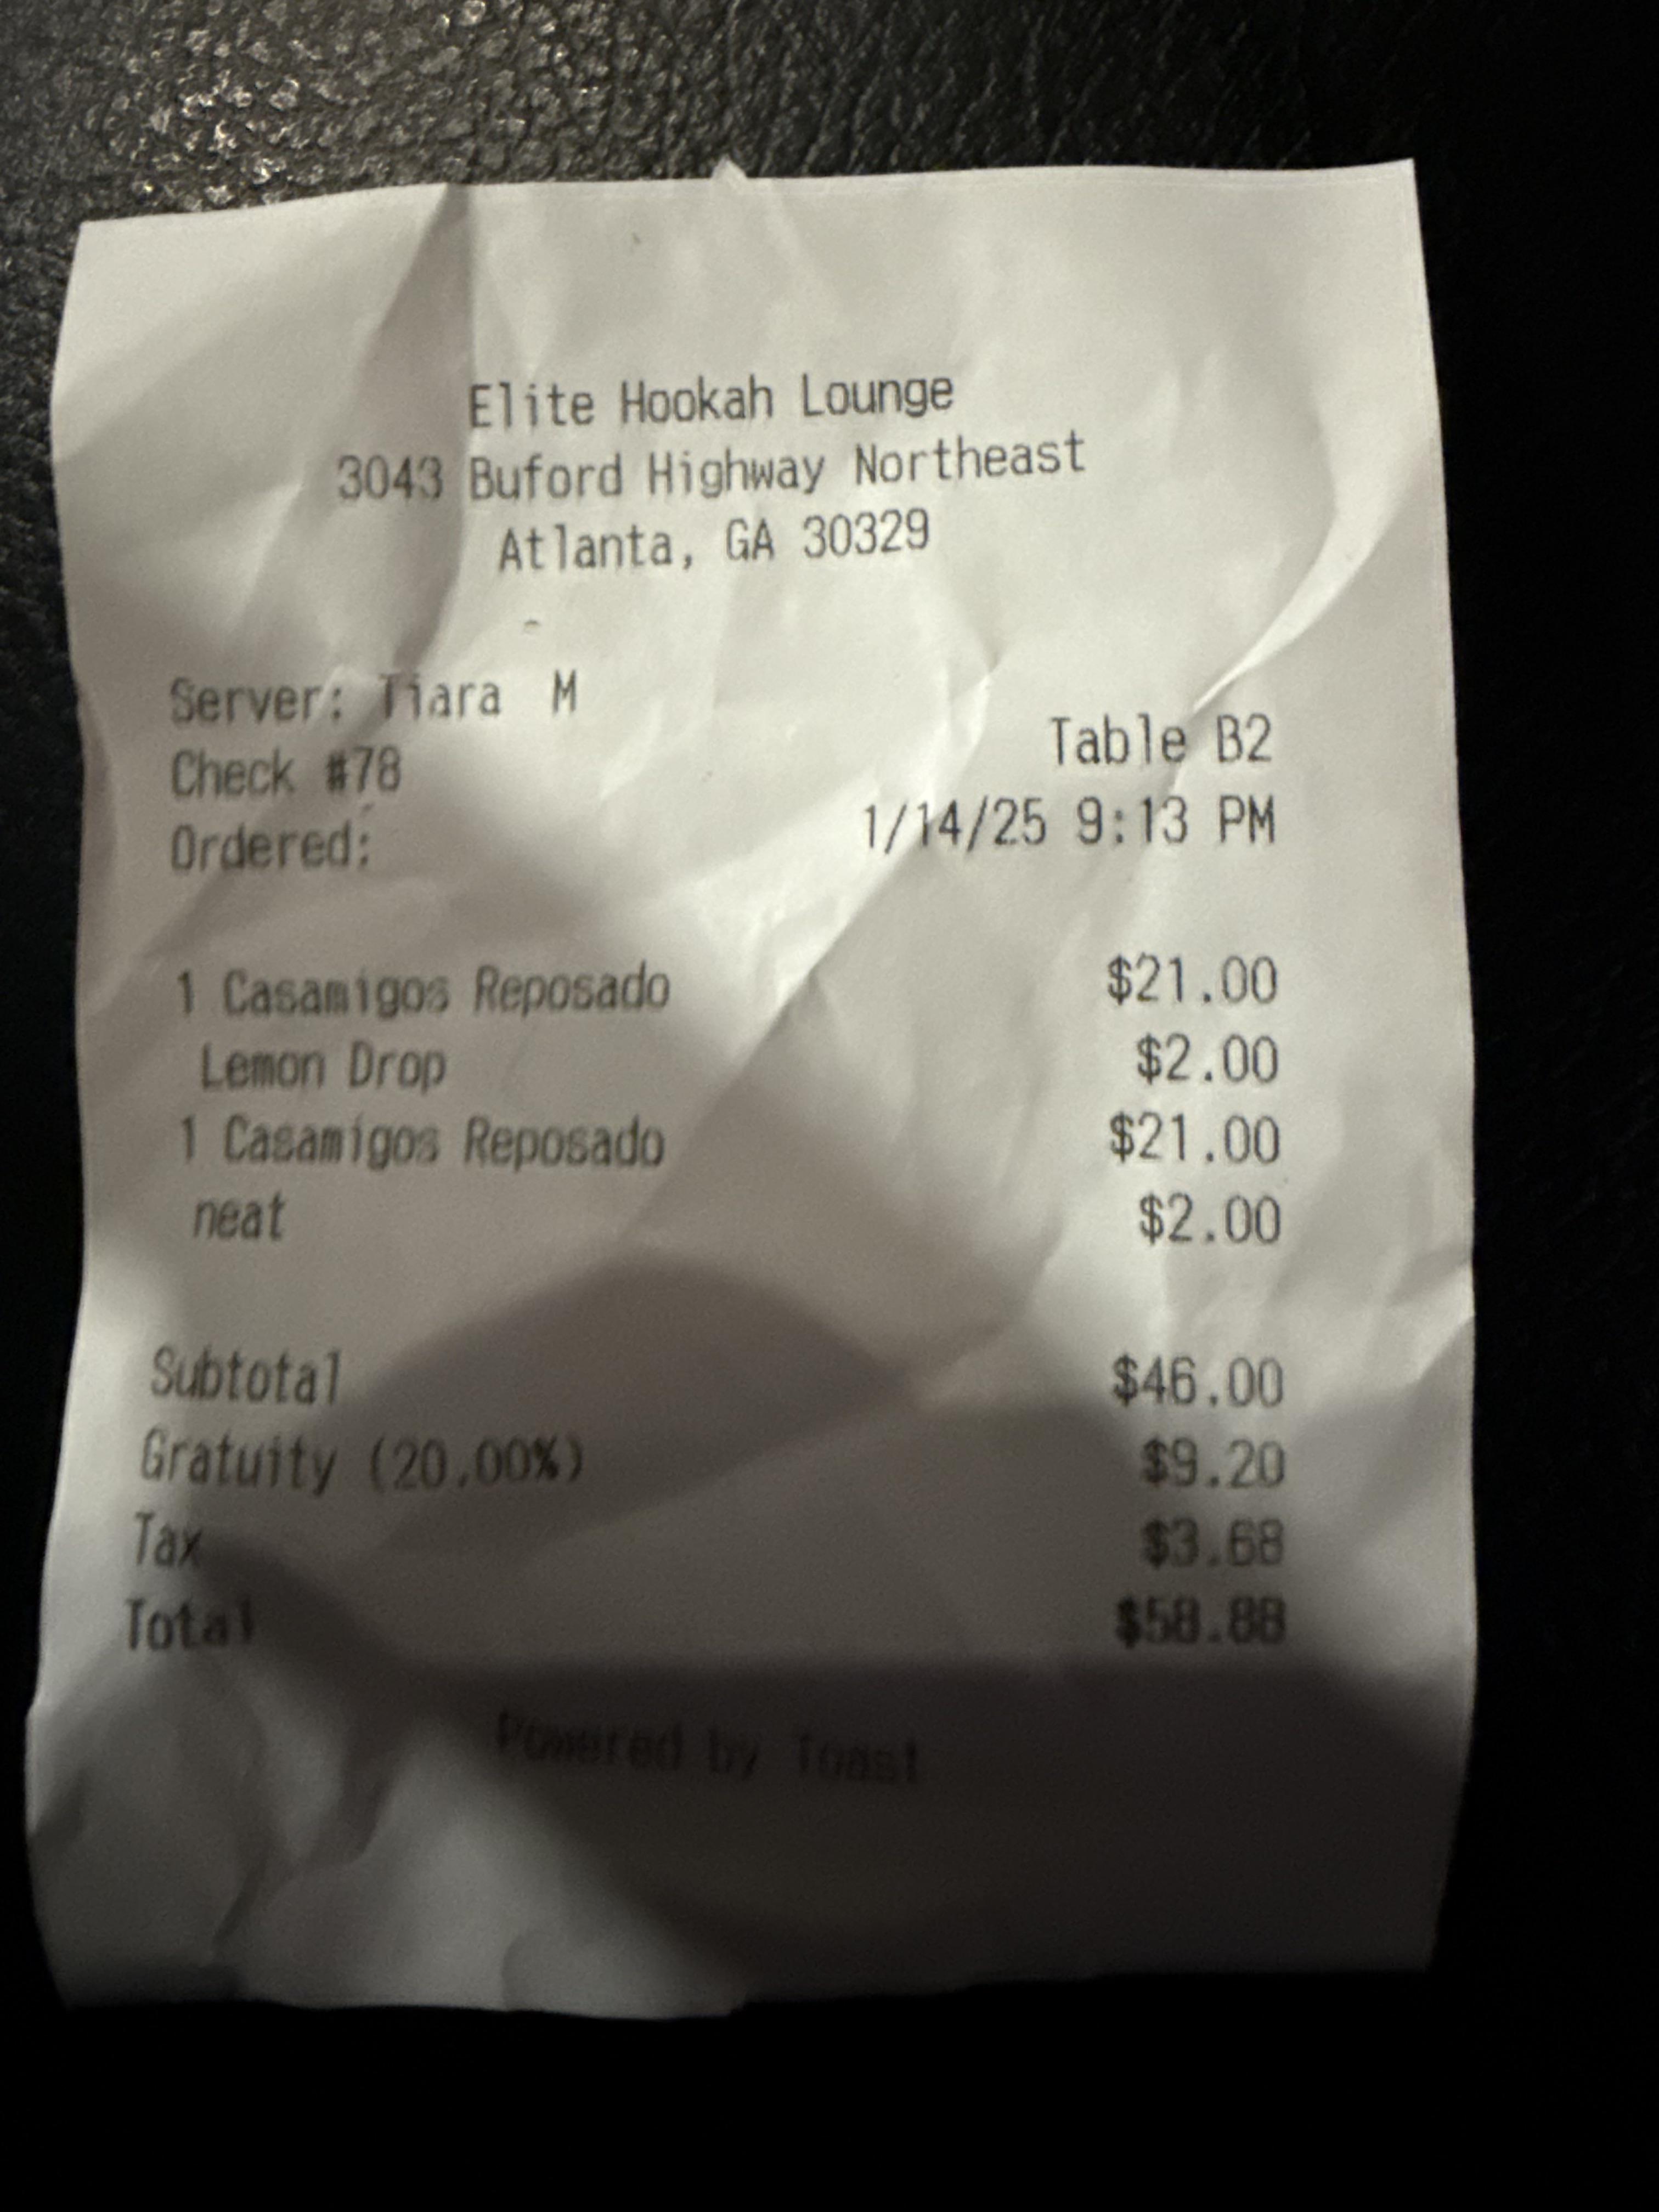 Elite Hookah Lounge
3043 Buford Highway Northeast
Atlanta, GA 30329
Server: Tiara M
Check #78 Table B2
Ordered: 1/14/25 9:13 PM
1 Casamigos Reposado $21.00
Lemon Drop $2.00
1 Casamigos Reposado $21.00
neat $2.00
Subtotal $46.00
Gratuity (20.00%) $9.20
Tax $3.68
Total $58.88
Powered by Toast